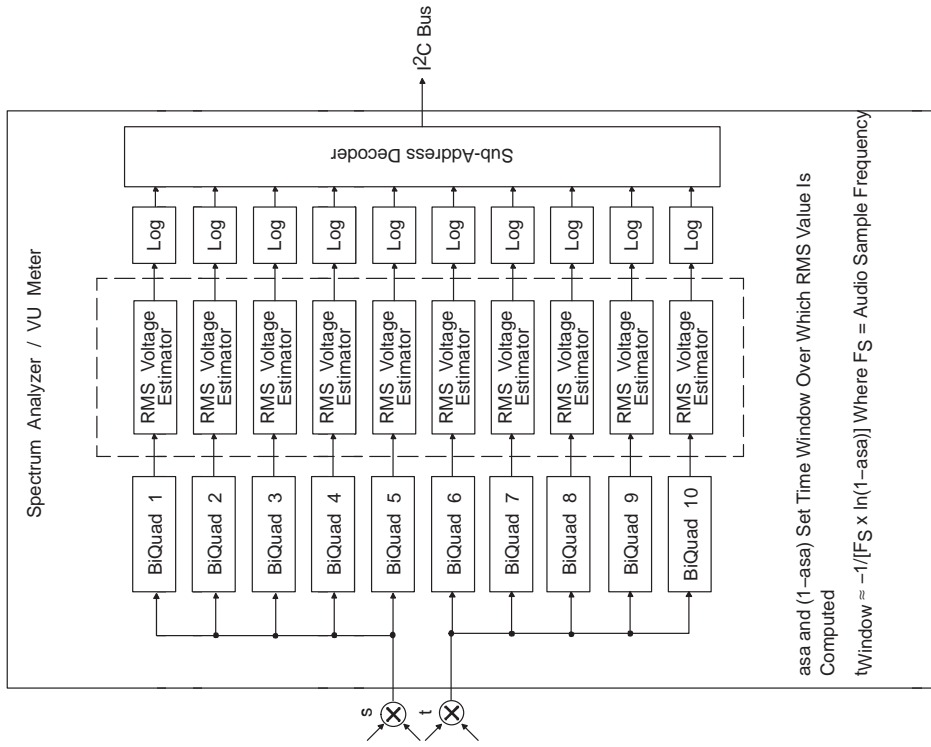 Spectrum Analyzer / VU Meter
s
t
BiQuad 1
BiQuad 2
BiQuad 3
BiQuad 4
BiQuad 5
BiQuad 6
BiQuad 7
BiQuad 8
BiQuad 9
BiQuad 10
RMS Voltage
Estimator
RMS Voltage
Estimator
RMS Voltage
Estimator
RMS Voltage
Estimator
RMS Voltage
Estimator
RMS Voltage
Estimator
RMS Voltage
Estimator
RMS Voltage
Estimator
RMS Voltage
Estimator
RMS Voltage
Estimator
Log
Log
Log
Log
Log
Log
Log
Log
Log
Log
Sub-Address Decoder
I2C Bus
asa and (1−asa) Set Time Window Over Which RMS Value Is
Computed
tWindow ≈ −1/[FS x ln(1−asa)] Where FS = Audio Sample Frequency